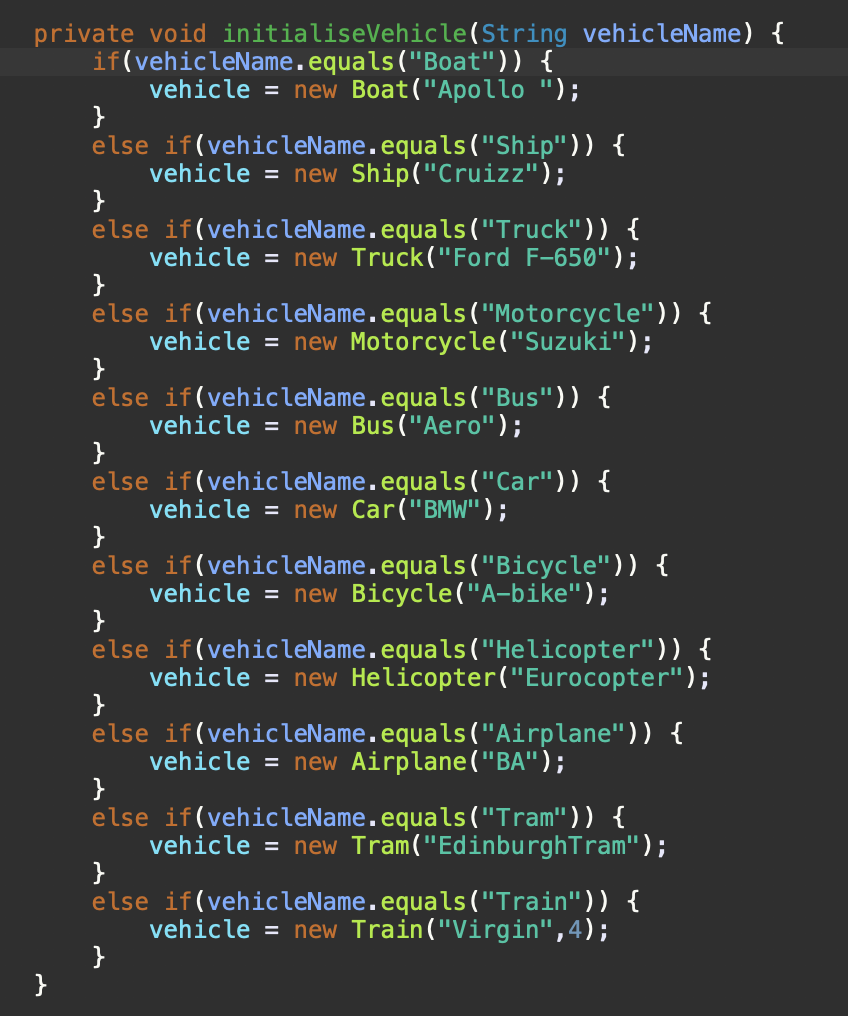 private void initialiseVehicle(String vehicleName) {
    if(vehicleName.equals("Boat")) {
        vehicle = new Boat("Apollo ");
    }
    else if(vehicleName.equals("Ship")) {
        vehicle = new Ship("Cruizz");
    }
    else if(vehicleName.equals("Truck")) {
        vehicle = new Truck("Ford F-650");
    }
    else if(vehicleName.equals("Motorcycle")) {
        vehicle = new Motorcycle("Suzuki");
    }
    else if(vehicleName.equals("Bus")) {
        vehicle = new Bus("Aero");
    }
    else if(vehicleName.equals("Car")) {
        vehicle = new Car("BMW");
    }
    else if(vehicleName.equals("Bicycle")) {
        vehicle = new Bicycle("A-bike");
    }
    else if(vehicleName.equals("Helicopter")) {
        vehicle = new Helicopter("Eurocopter");
    }
    else if(vehicleName.equals("Airplane")) {
        vehicle = new Airplane("BA");
    }
    else if(vehicleName.equals("Tram")) {
        vehicle = new Tram("EdinburghTram");
    }
    else if(vehicleName.equals("Train")) {
        vehicle = new Train("Virgin",4);
    }
}